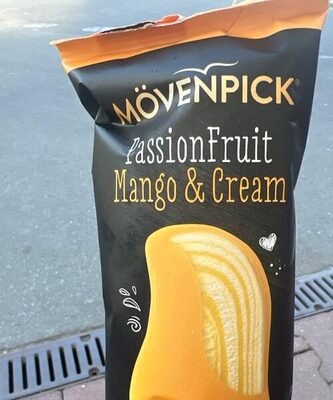 MÖVENPICK®
PassionFruit
Mango & Cream